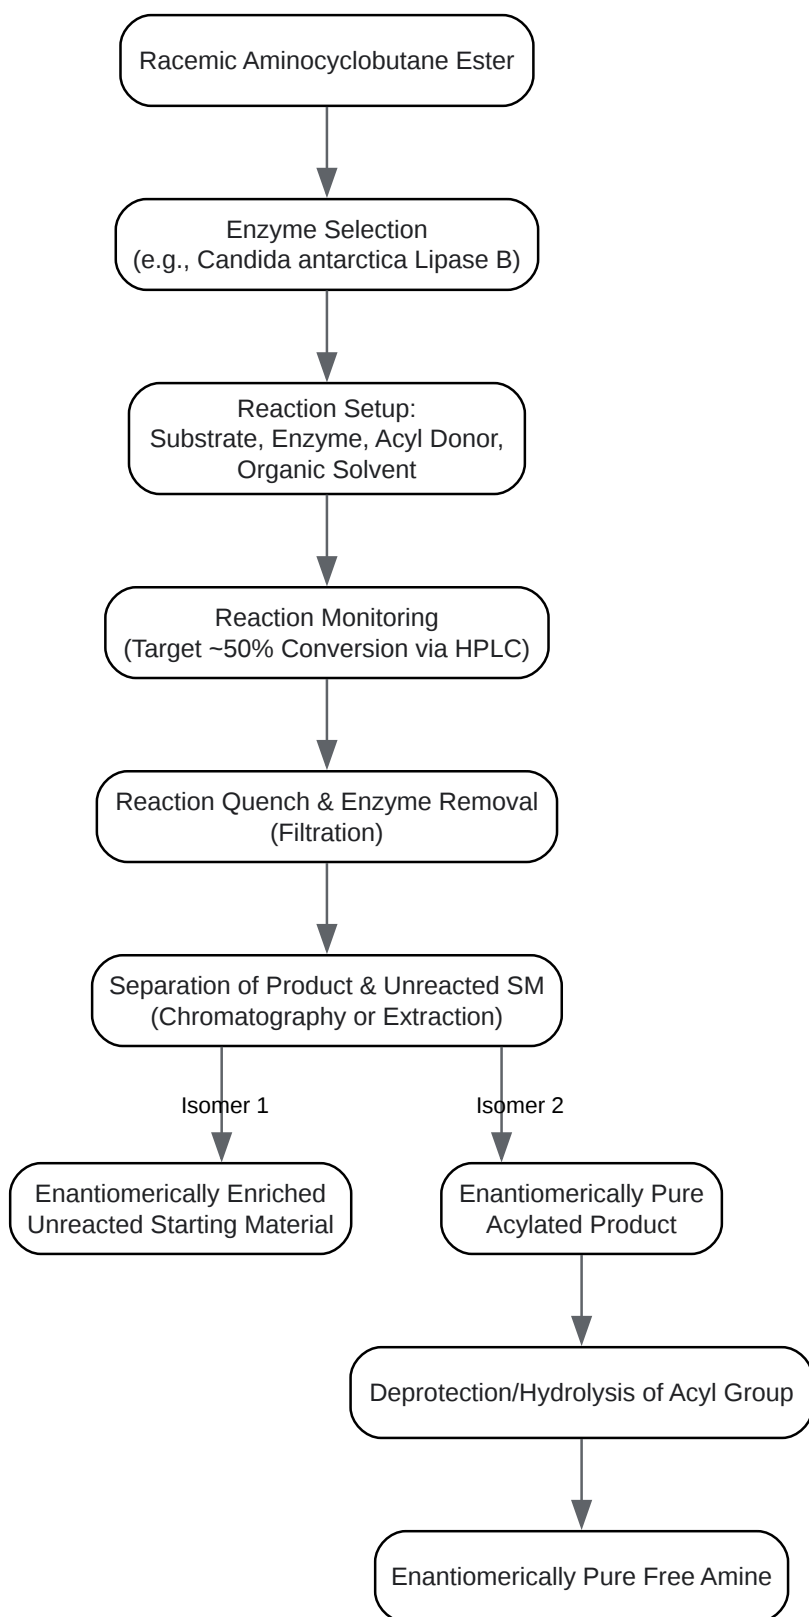 Racemic Aminocyclobutane Ester
Enzyme Selection
(e.g., Candida antarctica Lipase B)
Reaction Setup:
Substrate, Enzyme, Acyl Donor,
Organic Solvent
Reaction Monitoring
(Target ~50% Conversion via HPLC)
Reaction Quench & Enzyme Removal
(Filtration)
Separation of Product & Unreacted SM
(Chromatography or Extraction)
Isomer 1
Isomer 2
Enantiomerically Enriched
Unreacted Starting Material
Enantiomerically Pure
Acylated Product
Deprotection/Hydrolysis of Acyl Group
Enantiomerically Pure Free Amine